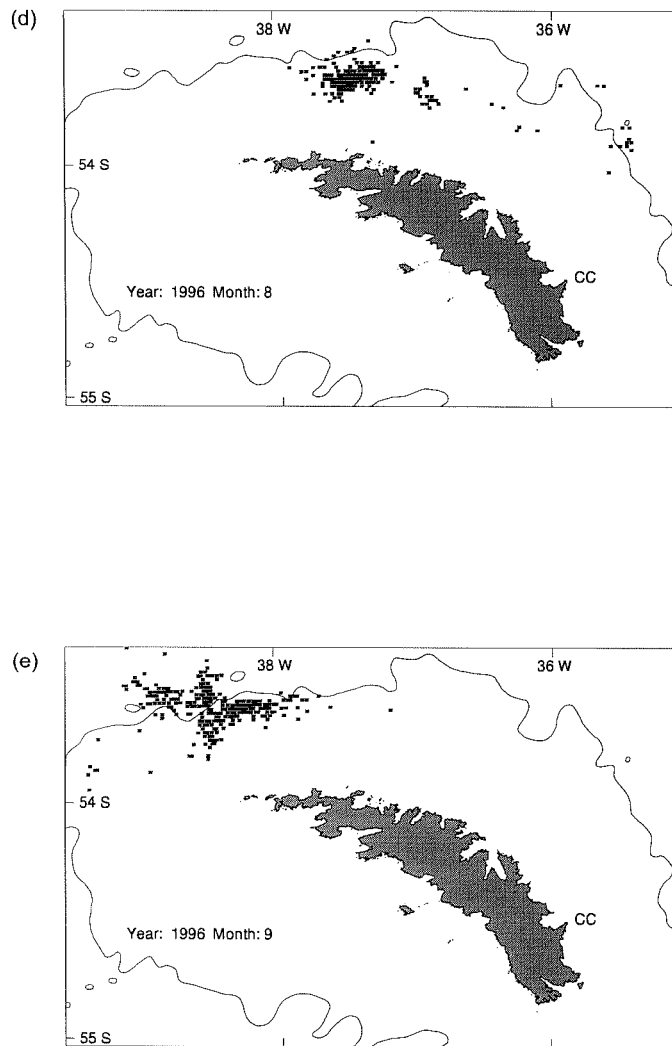 (d)
38 W
36 W
54 S
CC
Year: 1996 Month: 8
55 S
(e)
38 W
36 W
54 S
CC
Year: 1996 Month: 9
55 S